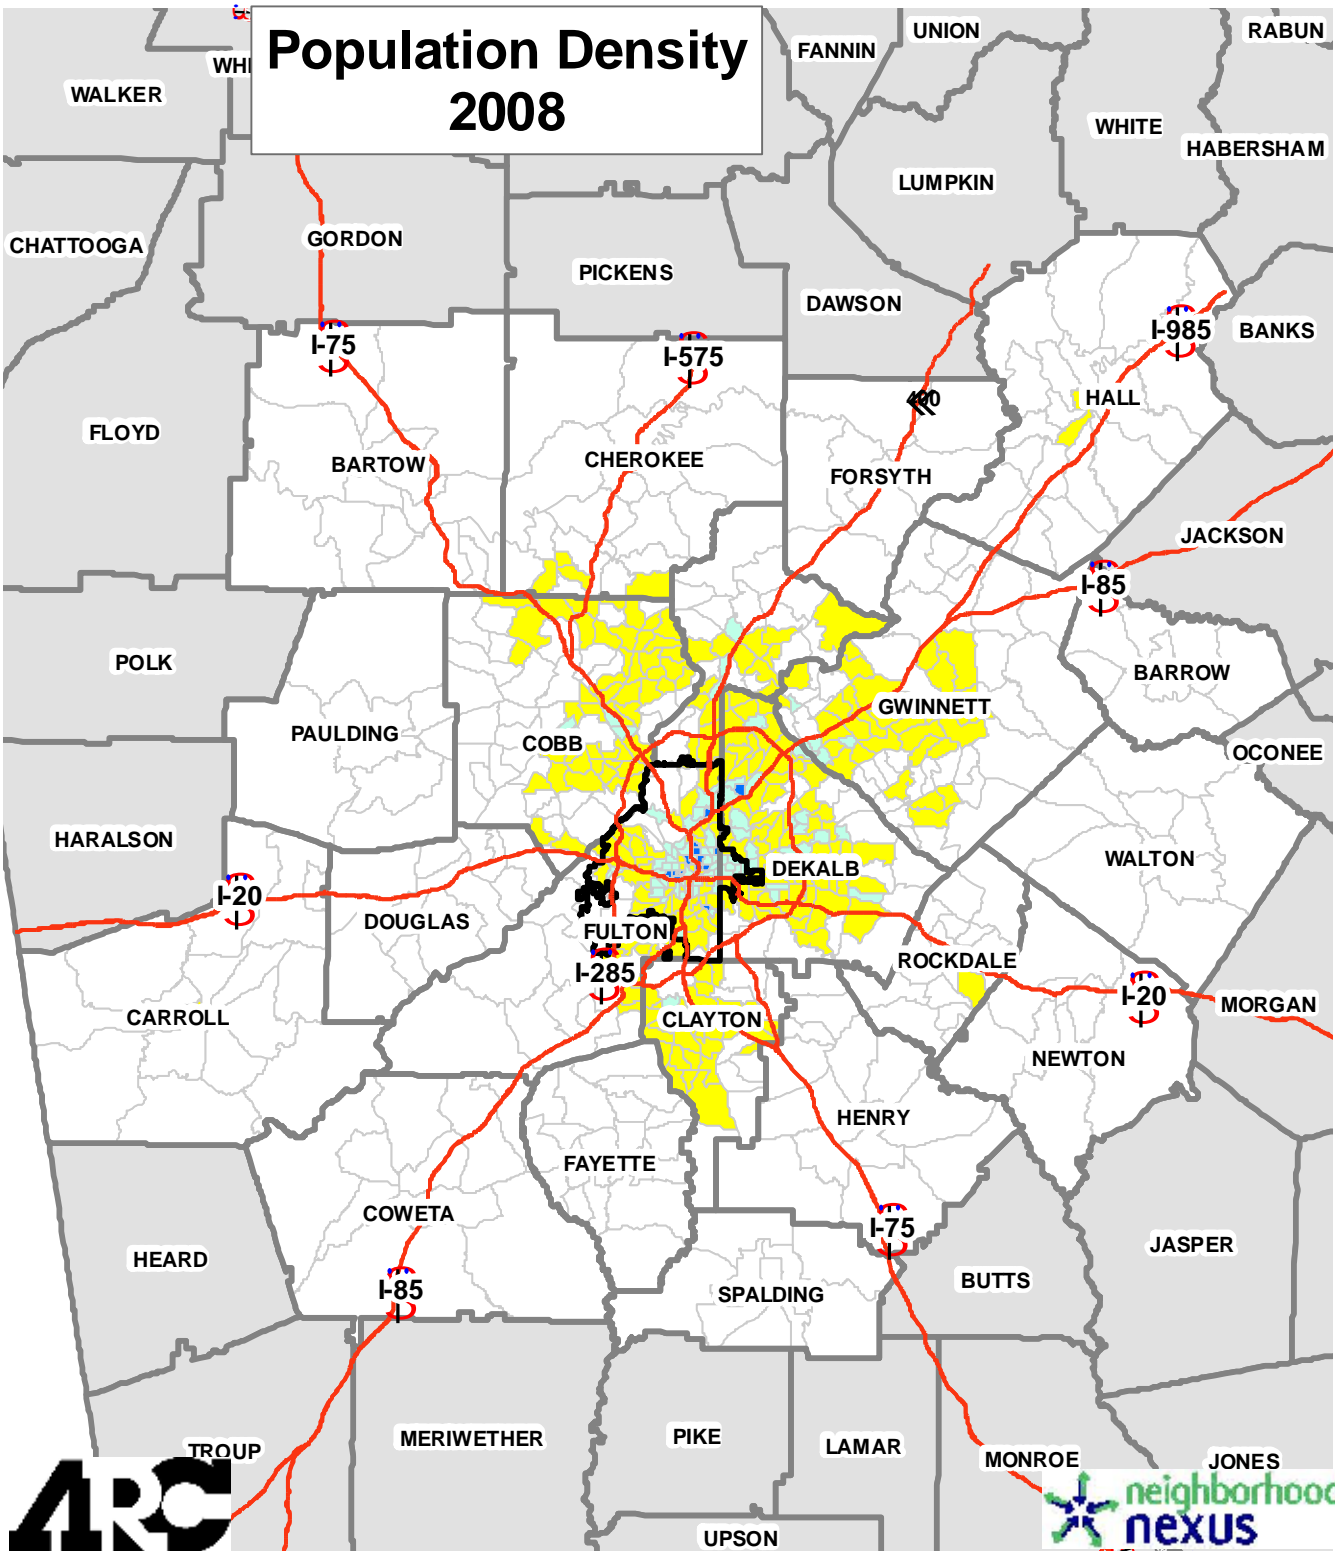 Population Density
2008
UNION
RABUN
FANNIN
WHI
WALKER
WHITE
HABERSHAM
LUMPKIN
GORDON
CHATTOOGA
PICKENS
DAWSON
I-985
BANKS
I-75
I-575
HALL
400
FLOYD
BARTOW
CHEROKEE
FORSYTH
JACKSON
I-85
POLK
BARROW
GWINNETT
PAULDING
COBB
OCONEE
HARALSON
WALTON
DEKALB
I-20
DOUGLAS
FULTON
ROCKDALE
I-285
I-20
MORGAN
CARROLL
CLAYTON
NEWTON
HENRY
FAYETTE
COWETA
I-75
JASPER
HEARD
BUTTS
I-85
SPALDING
MERIWETHER
PIKE
LAMAR
TROUP
MONROE
JONES
ARC
neighborhood
nexus
UPSON